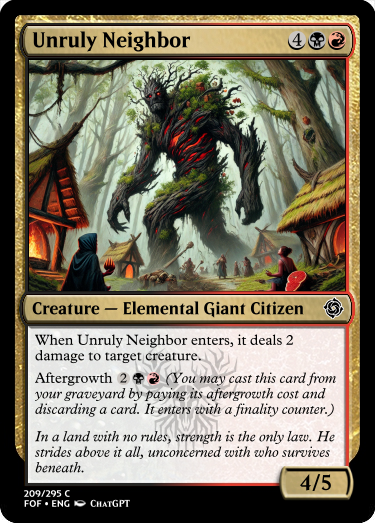 Unruly Neighbor 4
Creature — Elemental Giant Citizen
When Unruly Neighbor enters, it deals 2
damage to target creature.
Aftergrowth 2 (You may cast this card from
your graveyard by paying its aftergrowth cost and
discarding a card. It enters with a finality counter.)
In a land with no rules, strength is the only law. He
strides above it all, unconcerned with who survives
beneath.
4/5
209/295 C
FOF • ENG ChatGPT